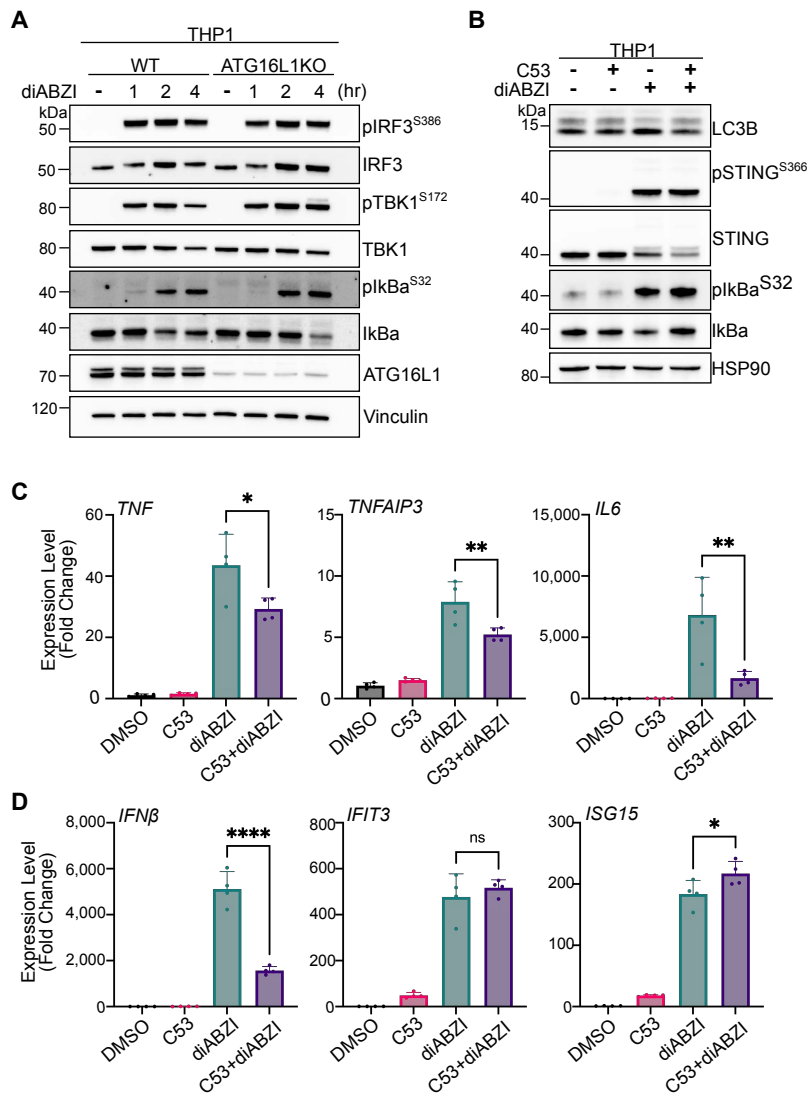 A
THP1
WT ATG16L1KO
diABZI - 1 2 4 - 1 2 4 (hr)
kDa
50 pIRF3S386
50 IRF3
80 pTBK1S172
80 TBK1
40 pIkBaS32
40 IkBa
70 ATG16L1
120 Vinculin
B
THP1
C53 - + - +
diABZI - - + +
kDa
15 LC3B
40 pSTINGS366
40 STING
40 pIkBaS32
40 IkBa
80 HSP90
C
Expression Level
(Fold Change)
TNF
60
40
20
0
*
DMSO
C53
diABZI
C53+diABZI
TNFAIP3
15
10
5
0
**
DMSO
C53
diABZI
C53+diABZI
IL6
15,000
10,000
5,000
0
**
DMSO
C53
diABZI
C53+diABZI
D
Expression Level
(Fold Change)
IFNβ
8,000
6,000
4,000
2,000
0
****
DMSO
C53
diABZI
C53+diABZI
IFIT3
800
600
400
200
0
ns
DMSO
C53
diABZI
C53+diABZI
ISG15
200
100
0
*
DMSO
C53
diABZI
C53+diABZI